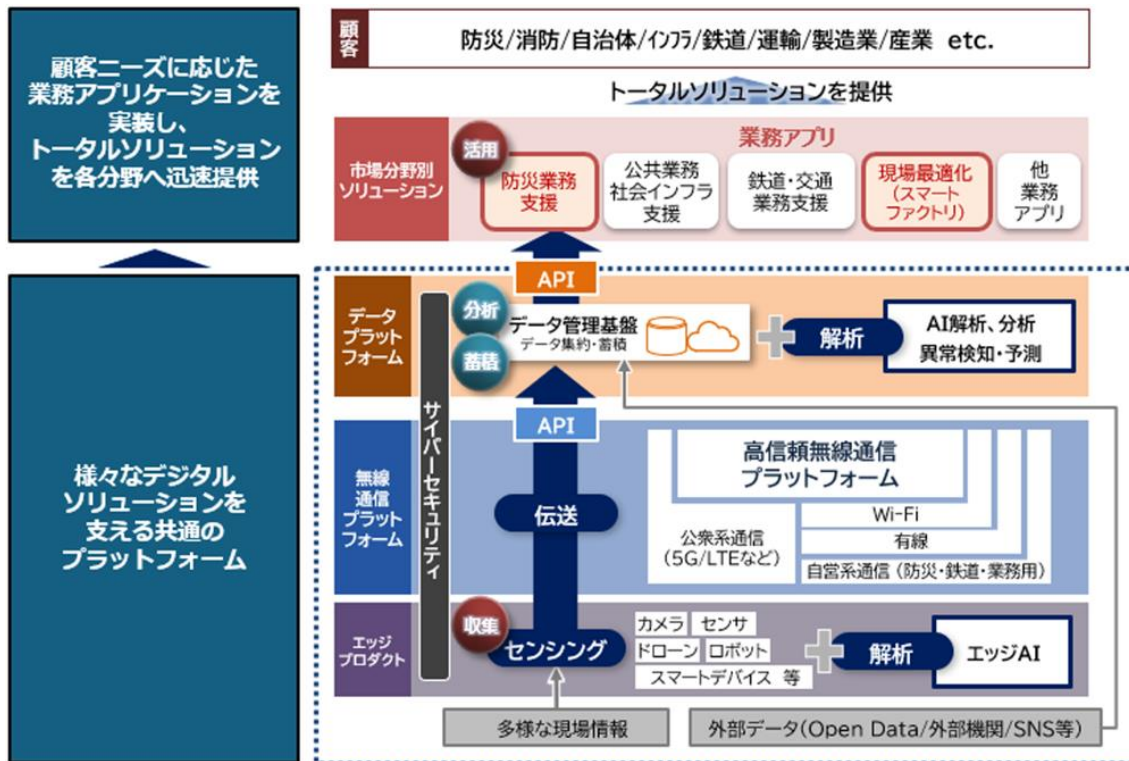 顧客ニーズに応じた
業務アプリケーションを
実装し、
トータルソリューション
を各分野へ迅速提供
様々なデジタル
ソリューションを
支える共通の
プラットフォーム
顧客
防災/消防/自治体/インフラ/鉄道/運輸/製造業/産業 etc.
トータルソリューションを提供
市場分野別
ソリューション
活用
業務アプリ
防災業務
支援
公共業務
社会インフラ
支援
鉄道・交通
業務支援
現場最適化
(スマート
ファクトリ)
他
業務
アプリ
API
データ
プラット
フォーム
サイバーセキュリティ
分析
蓄積
データ管理基盤
データ集約・蓄積
解析
AI解析、分析
異常検知・予測
API
無線
通信
プラット
フォーム
伝送
高信頼無線通信
プラットフォーム
公衆系通信
(5G/LTEなど)
Wi-Fi
有線
自営系通信(防災・鉄道・業務用)
エッジ
プロダクト
収集
センシング
カメラ
センサ
ドローン
ロボット
スマートデバイス 等
解析
エッジAI
多様な現場情報
外部データ(Open Data/外部機関/SNS等)